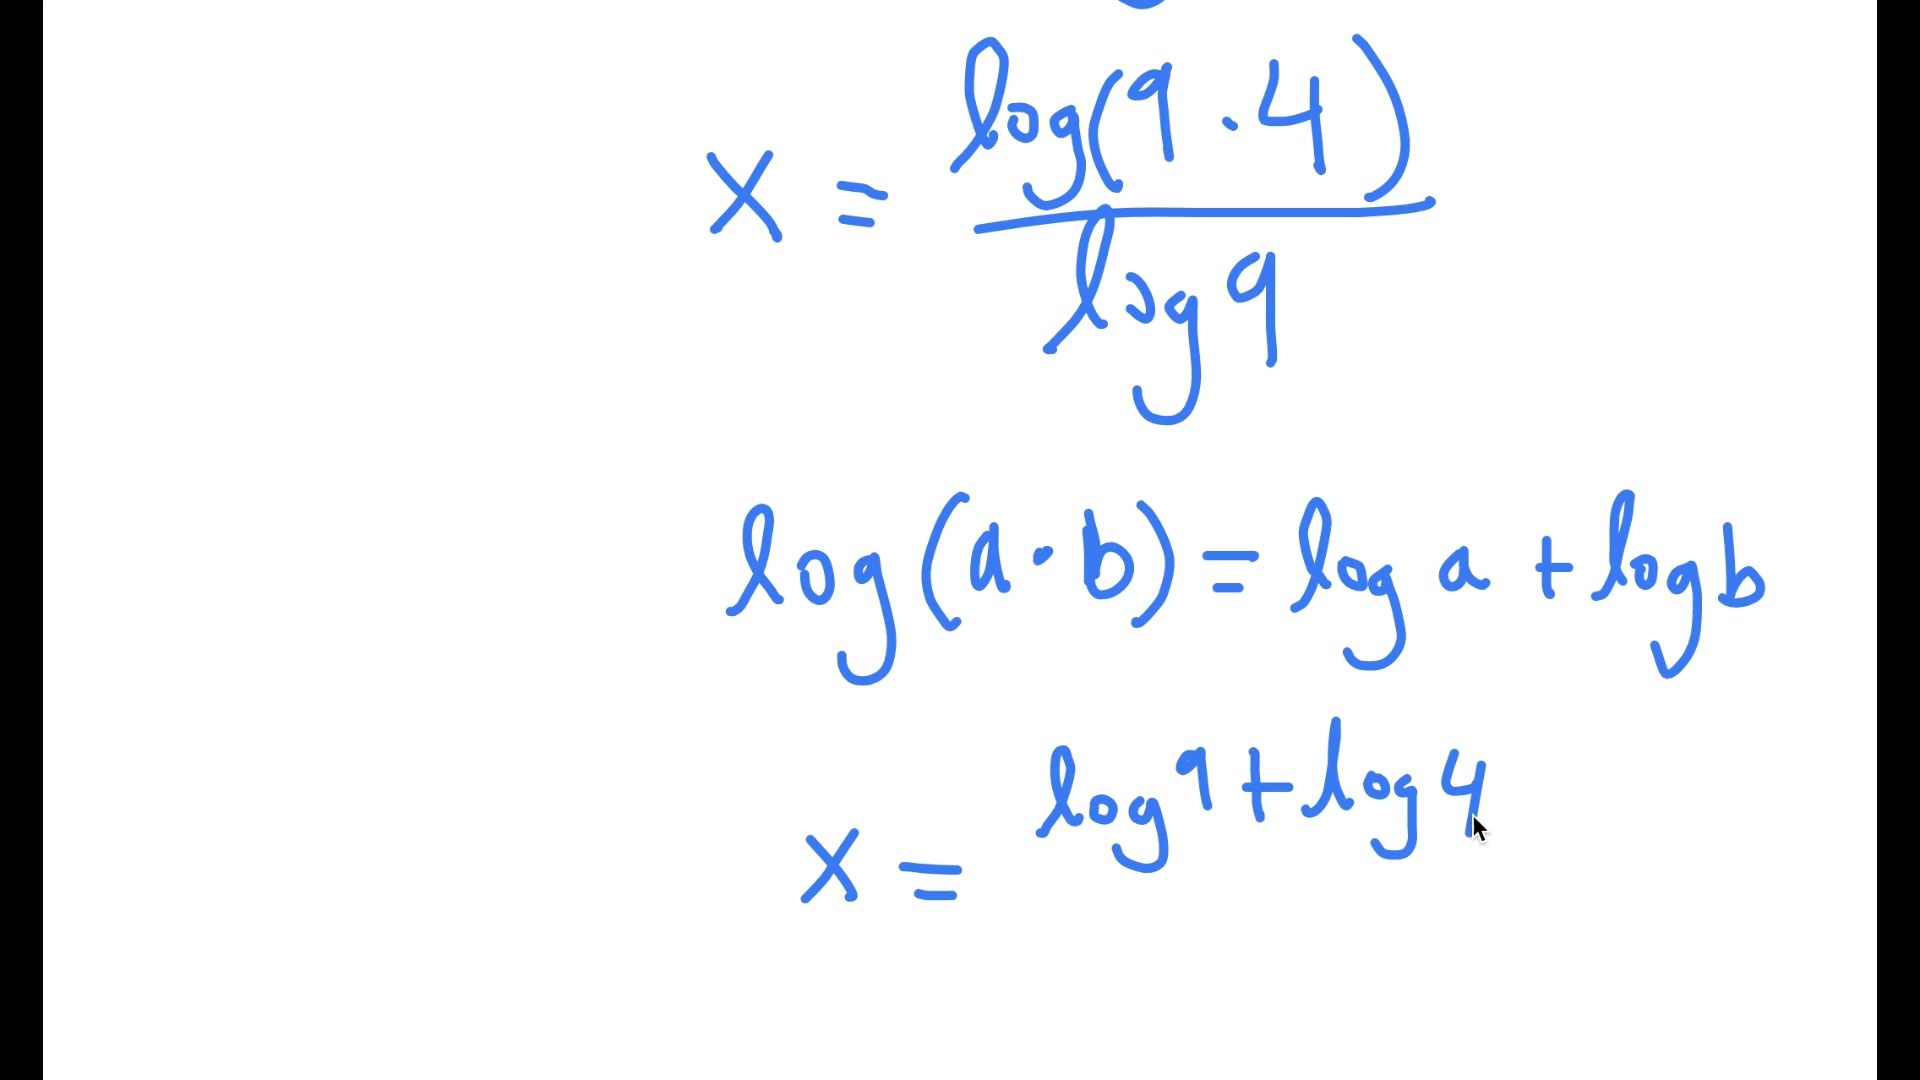 x = log(9 · 4) / log 9
log(a · b) = log a + log b
x = log 9 + log 4